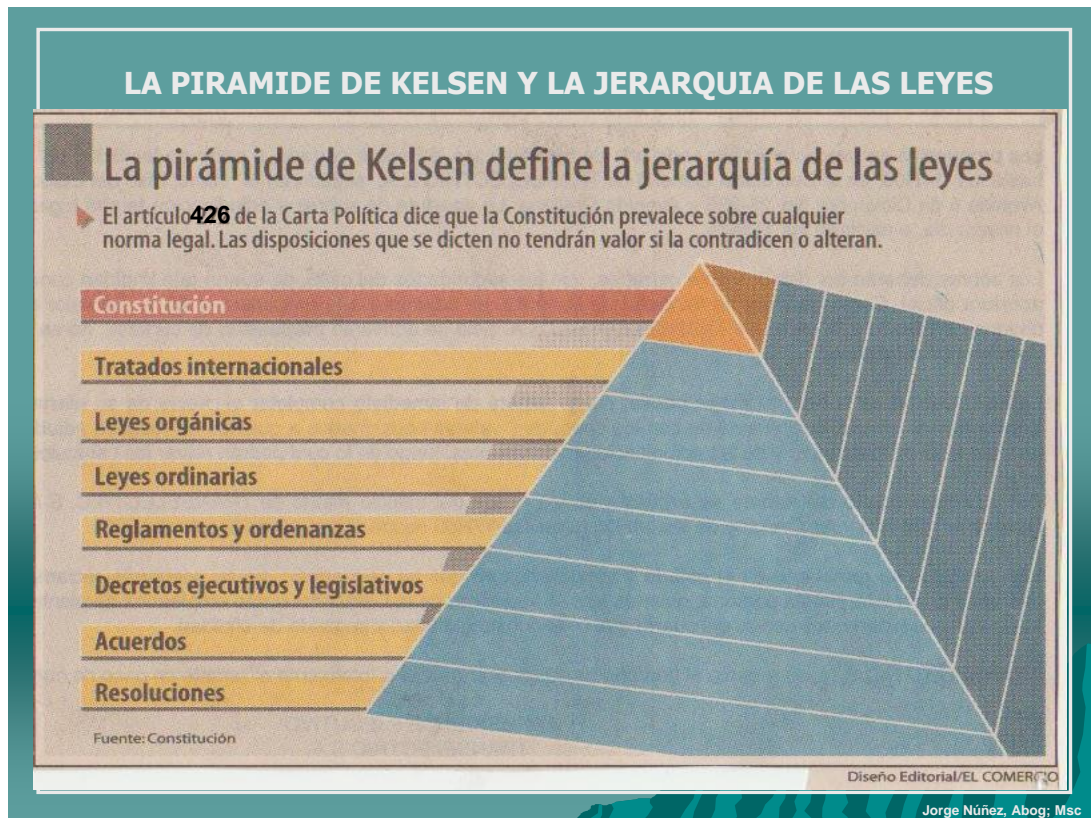 LA PIRAMIDE DE KELSEN Y LA JERARQUIA DE LAS LEYES
La pirámide de Kelsen define la jerarquía de las leyes
El artículo 426 de la Carta Política dice que la Constitución prevalece sobre cualquier
norma legal. Las disposiciones que se dicten no tendrán valor si la contradicen o alteran.
Constitución
Tratados internacionales
Leyes orgánicas
Leyes ordinarias
Reglamentos y ordenanzas
Decretos ejecutivos y legislativos
Acuerdos
Resoluciones
Fuente: Constitución
Diseño Editorial/EL COMERCIO
Jorge Núñez, Abog; Msc